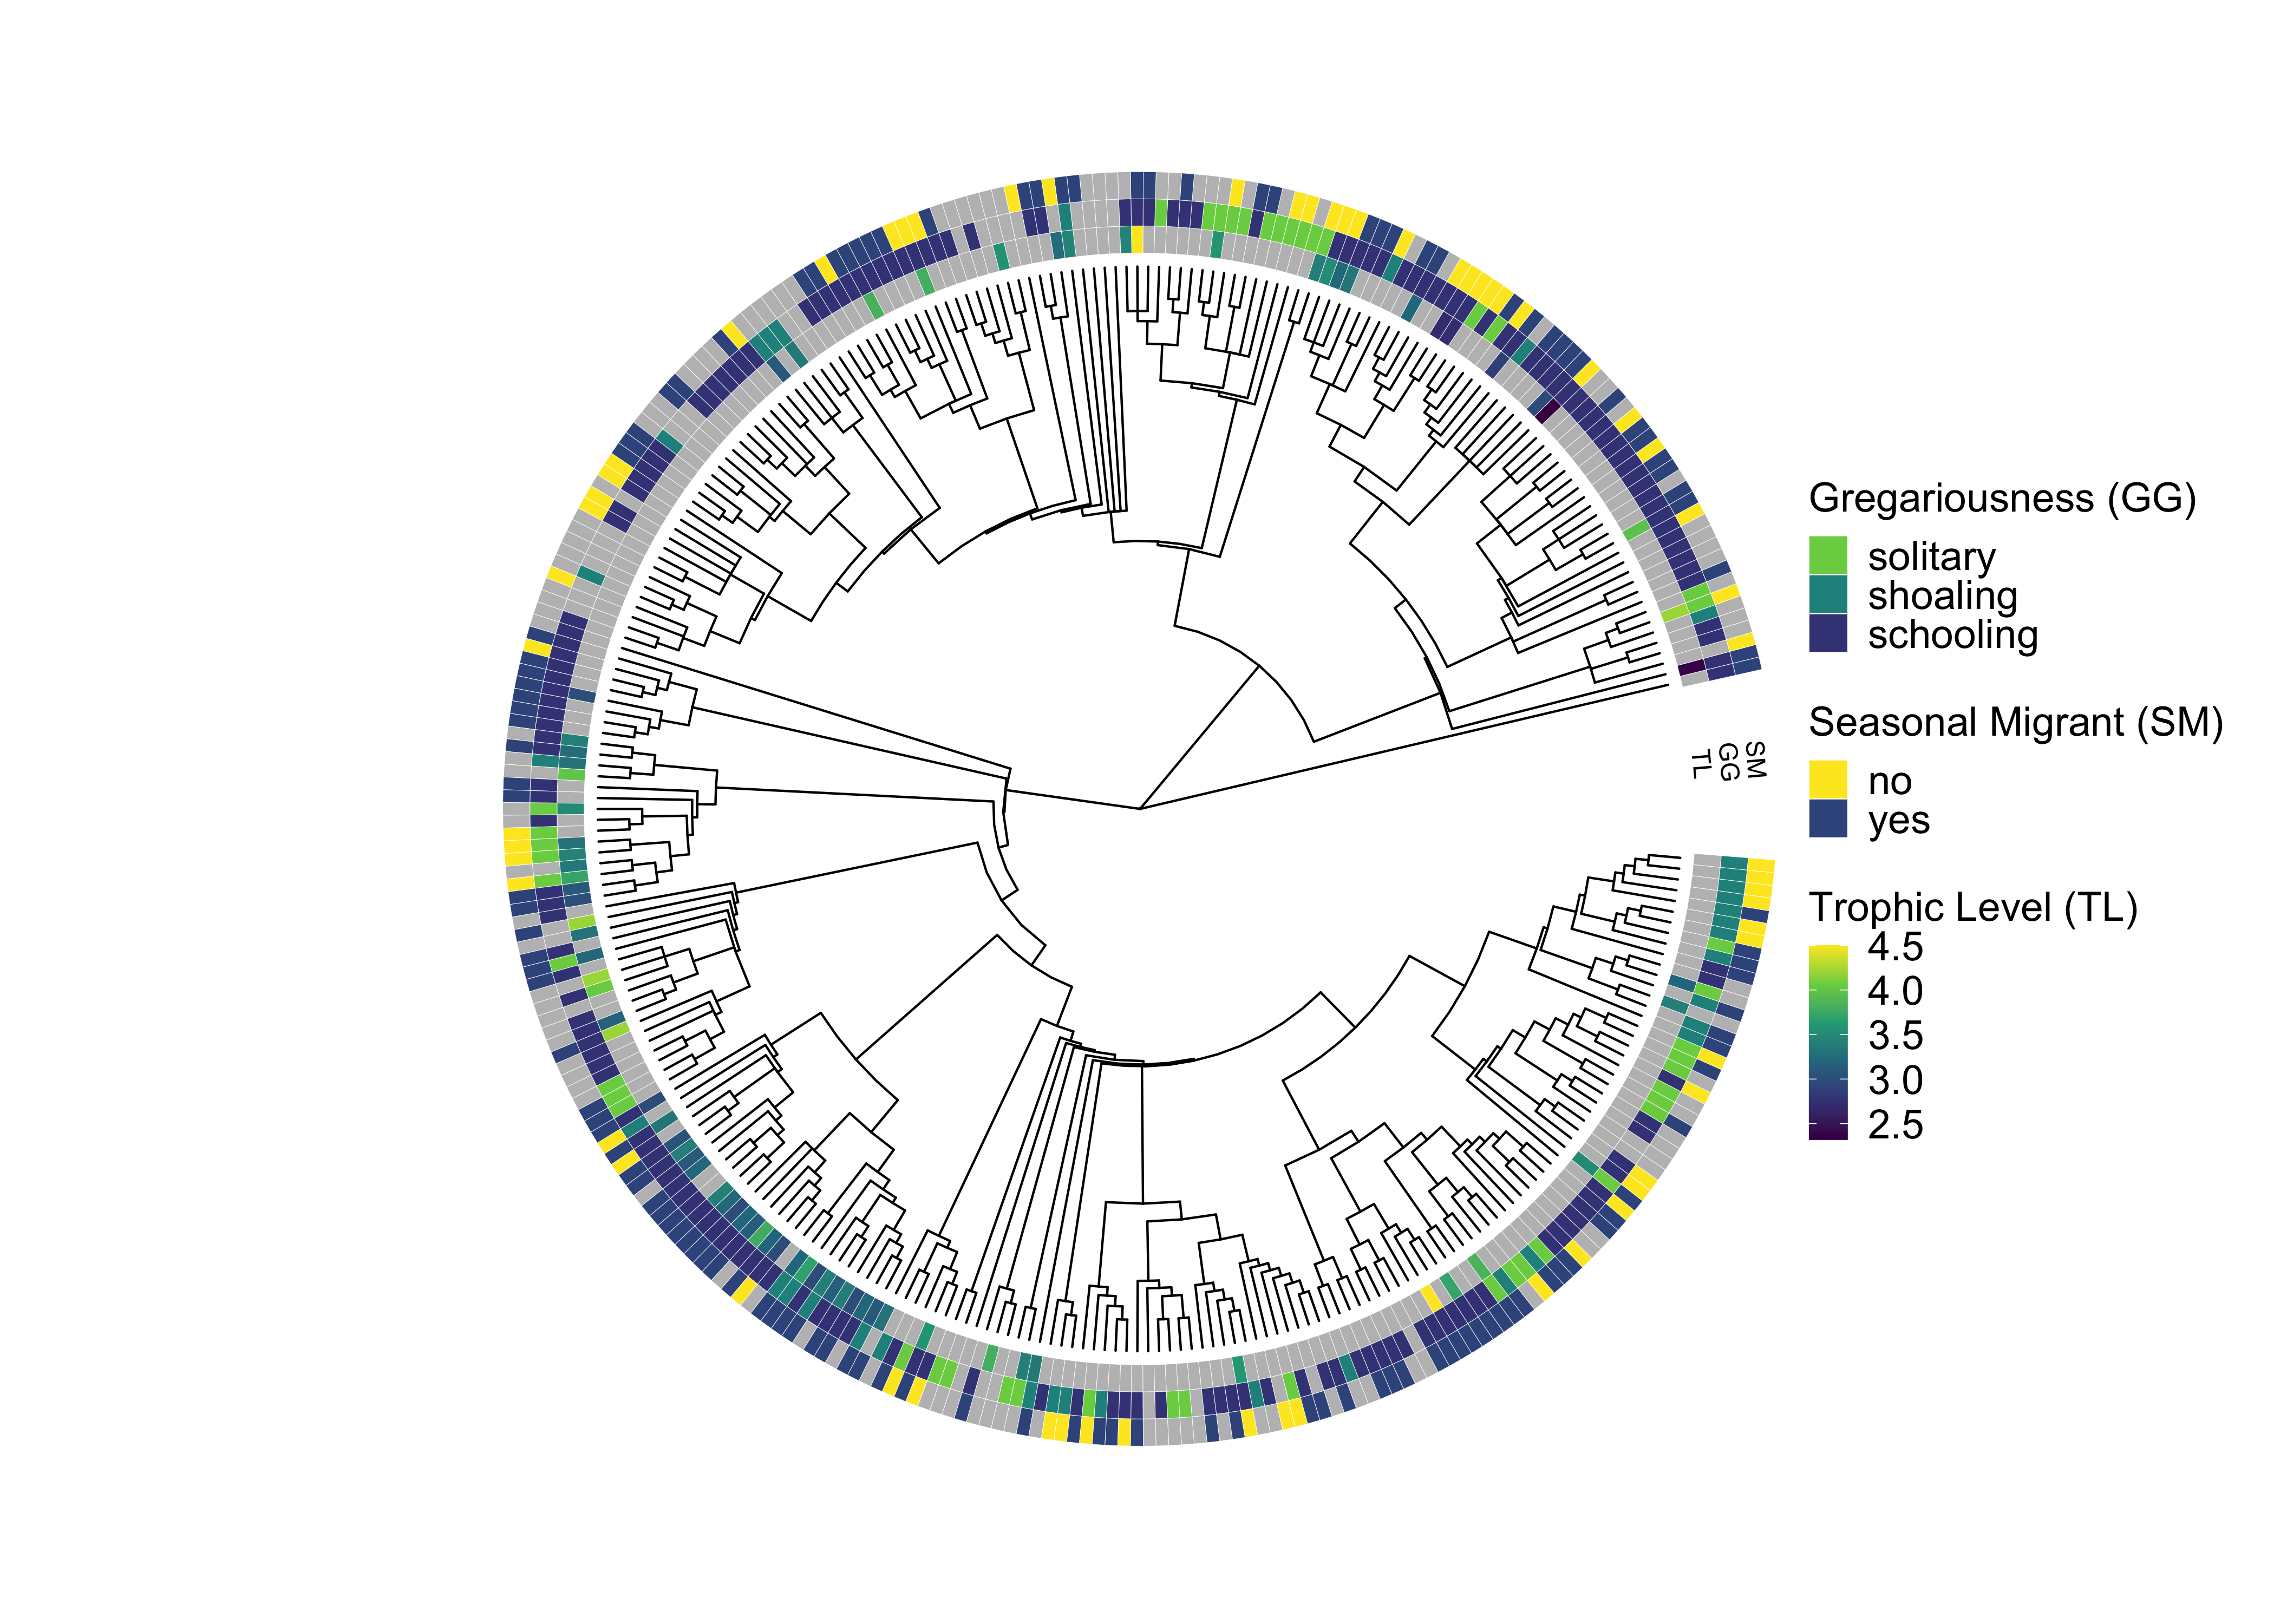 Gregariousness (GG)
solitary
shoaling
schooling
Seasonal Migrant (SM)
no
yes
Trophic Level (TL)
4.5
4.0
3.5
3.0
2.5
TL
GG
SM